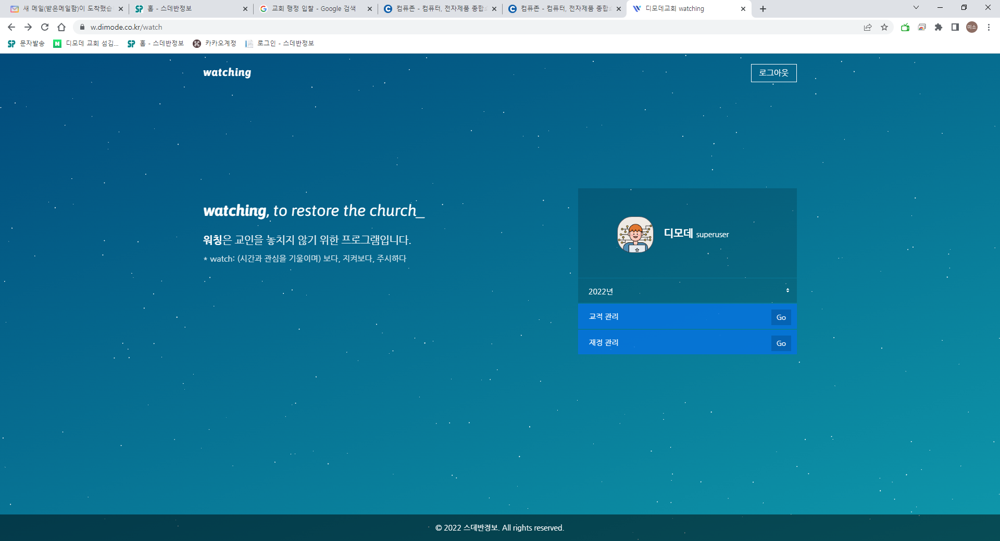 새 메일(받은메일함)이 도착했습
홈 - 스데반정보
교회 행정 입찰 - Google 검색
컴퓨존 - 컴퓨터, 전자제품 종합
컴퓨존 - 컴퓨터, 전자제품 종합
디모데교회 watching
w.dimode.co.kr/watch
미소
문자발송
디모데 교회 섬김...
홈 - 스데반정보
카카오계정
로그인 - 스데반정보
watching
로그아웃
watching, to restore the church_
워칭은 교인을 놓치지 않기 위한 프로그램입니다.
* watch: (시간과 관심을 기울이며) 보다, 지켜보다, 주시하다
디모데 superuser
2022년
교적 관리 Go
재정 관리 Go
© 2022 스데반정보. All rights reserved.